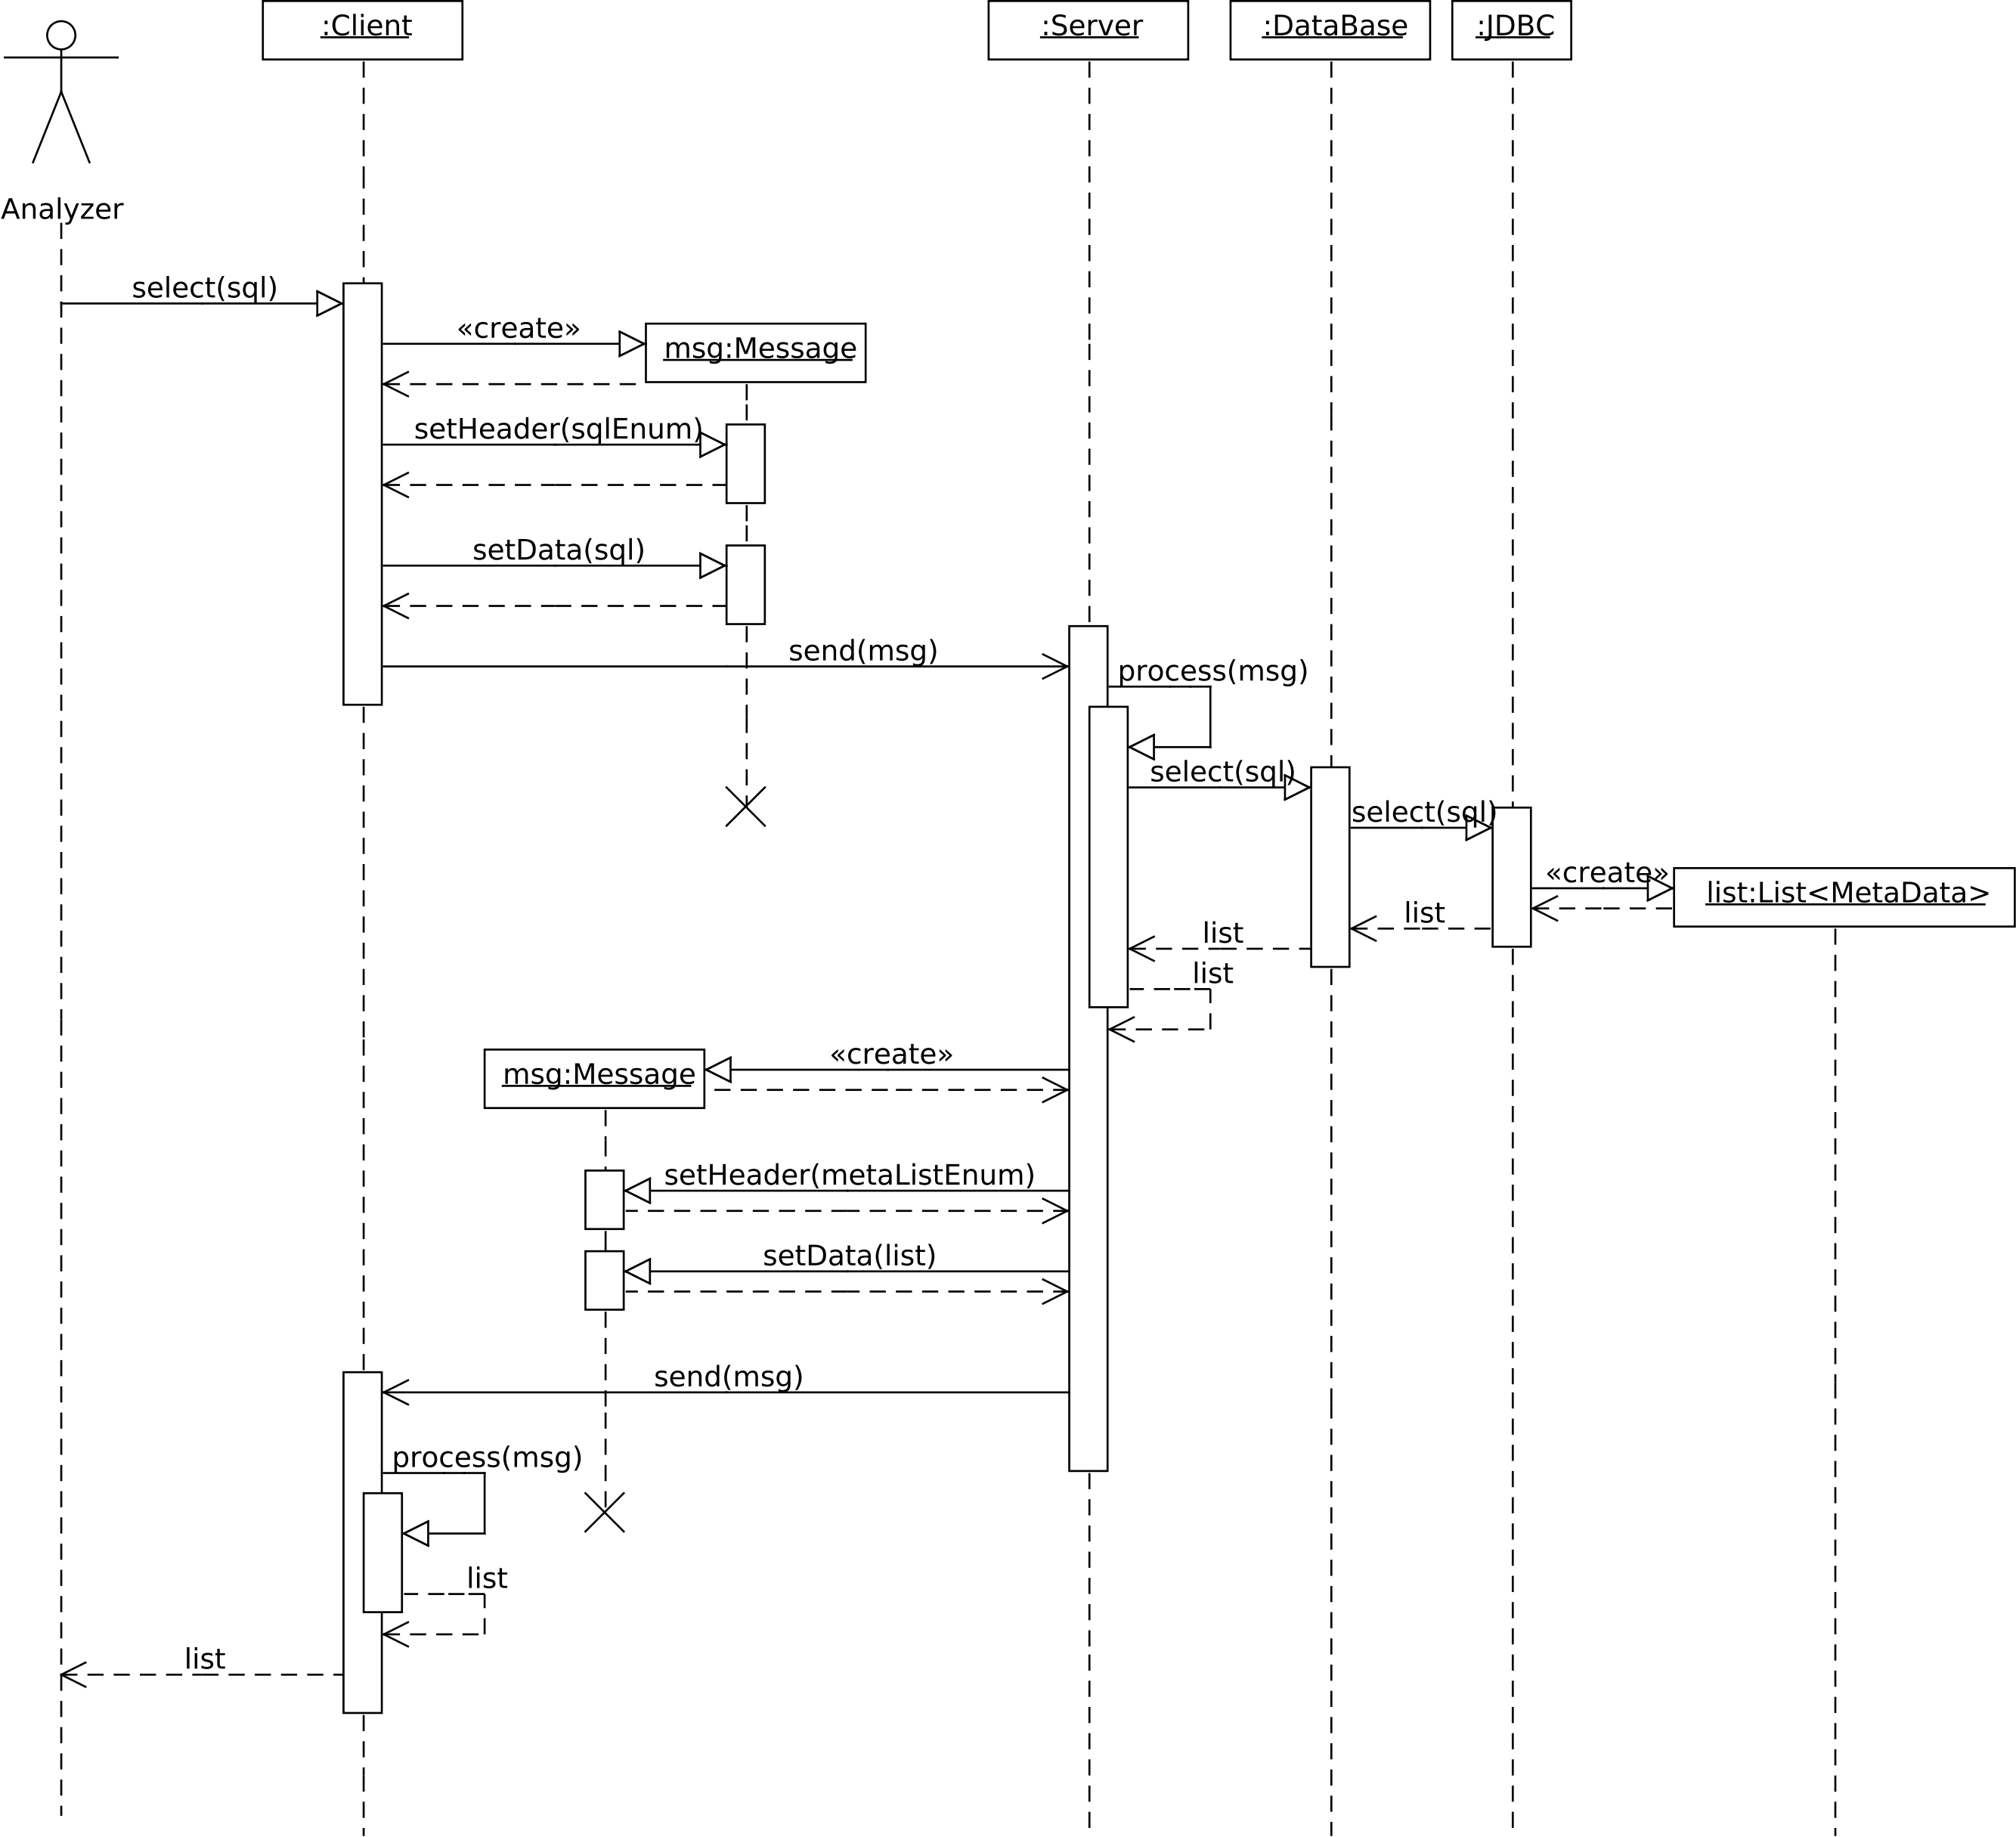 :Client
:Server
:DataBase
:JDBC
Analyzer
select(sql)
«create»
msg:Message
setHeader(sqlEnum)
setData(sql)
send(msg)
process(msg)
select(sql)
select(sql)
«create»
list:List<MetaData>
list
list
list
«create»
msg:Message
setHeader(metaListEnum)
setData(list)
send(msg)
process(msg)
list
list